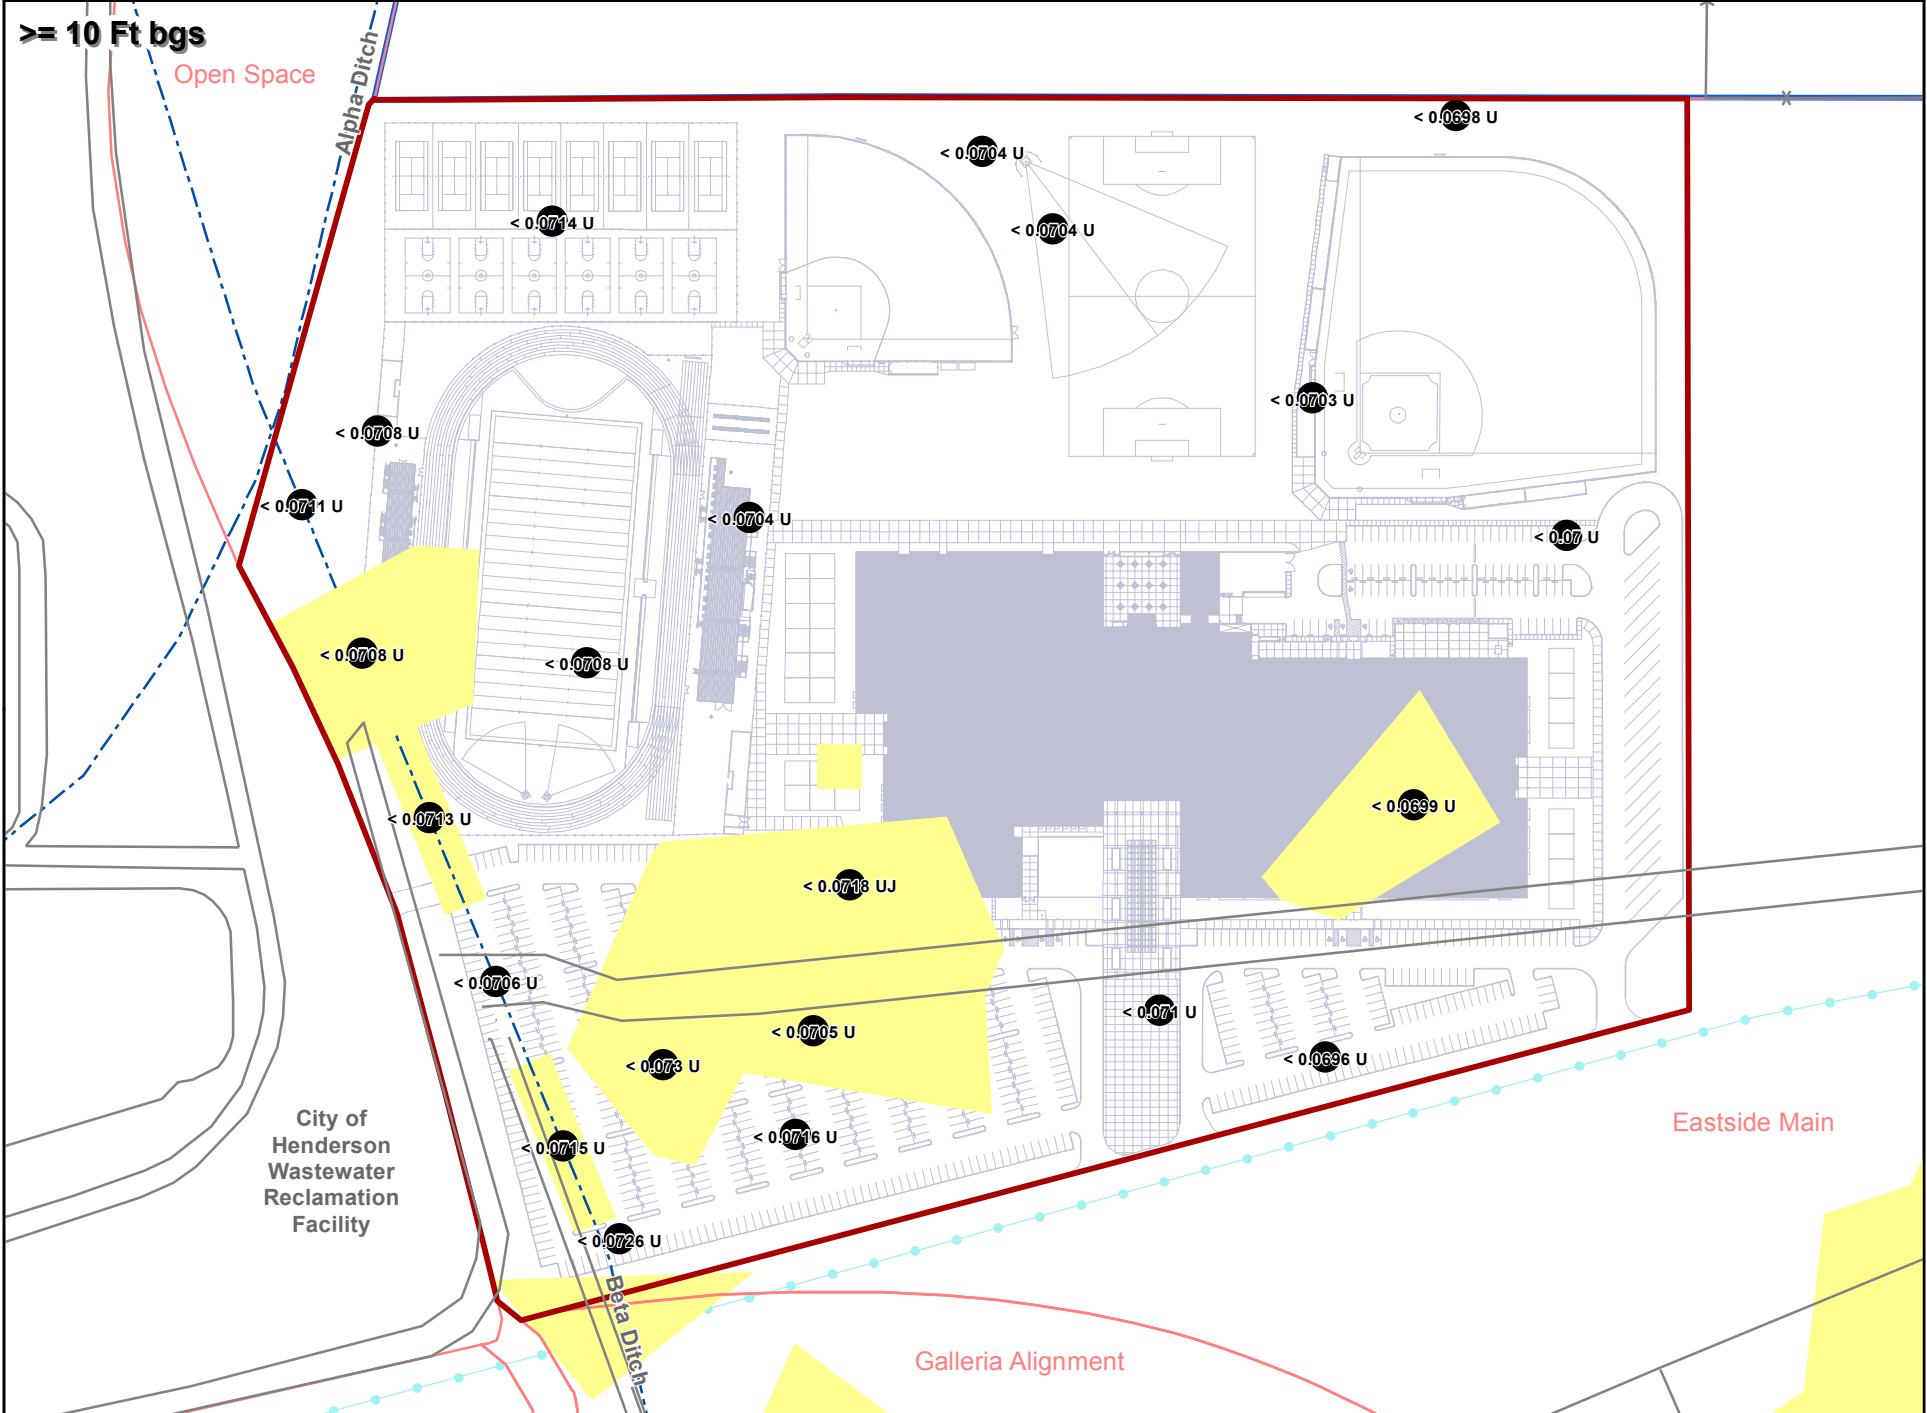 >= 10 Ft bgs
Open Space
Alpha Ditch
< 0.0698 U
< 0.0704 U
< 0.0714 U
< 0.0704 U
< 0.0703 U
< 0.0708 U
< 0.0711 U
< 0.0704 U
< 0.07 U
< 0.0708 U
< 0.0708 U
< 0.0713 U
< 0.0699 U
< 0.0718 UJ
< 0.0706 U
< 0.0705 U
< 0.071 U
< 0.073 U
< 0.0696 U
< 0.0716 U
< 0.0715 U
< 0.0726 U
City of
Henderson
Wastewater
Reclamation
Facility
Eastside Main
Beta Ditch
Galleria Alignment